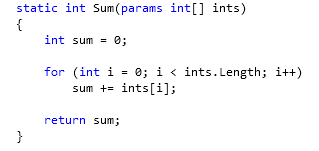 static int Sum(params int[] ints)
{
    int sum = 0;

    for (int i = 0; i < ints.Length; i++)
        sum += ints[i];

    return sum;
}